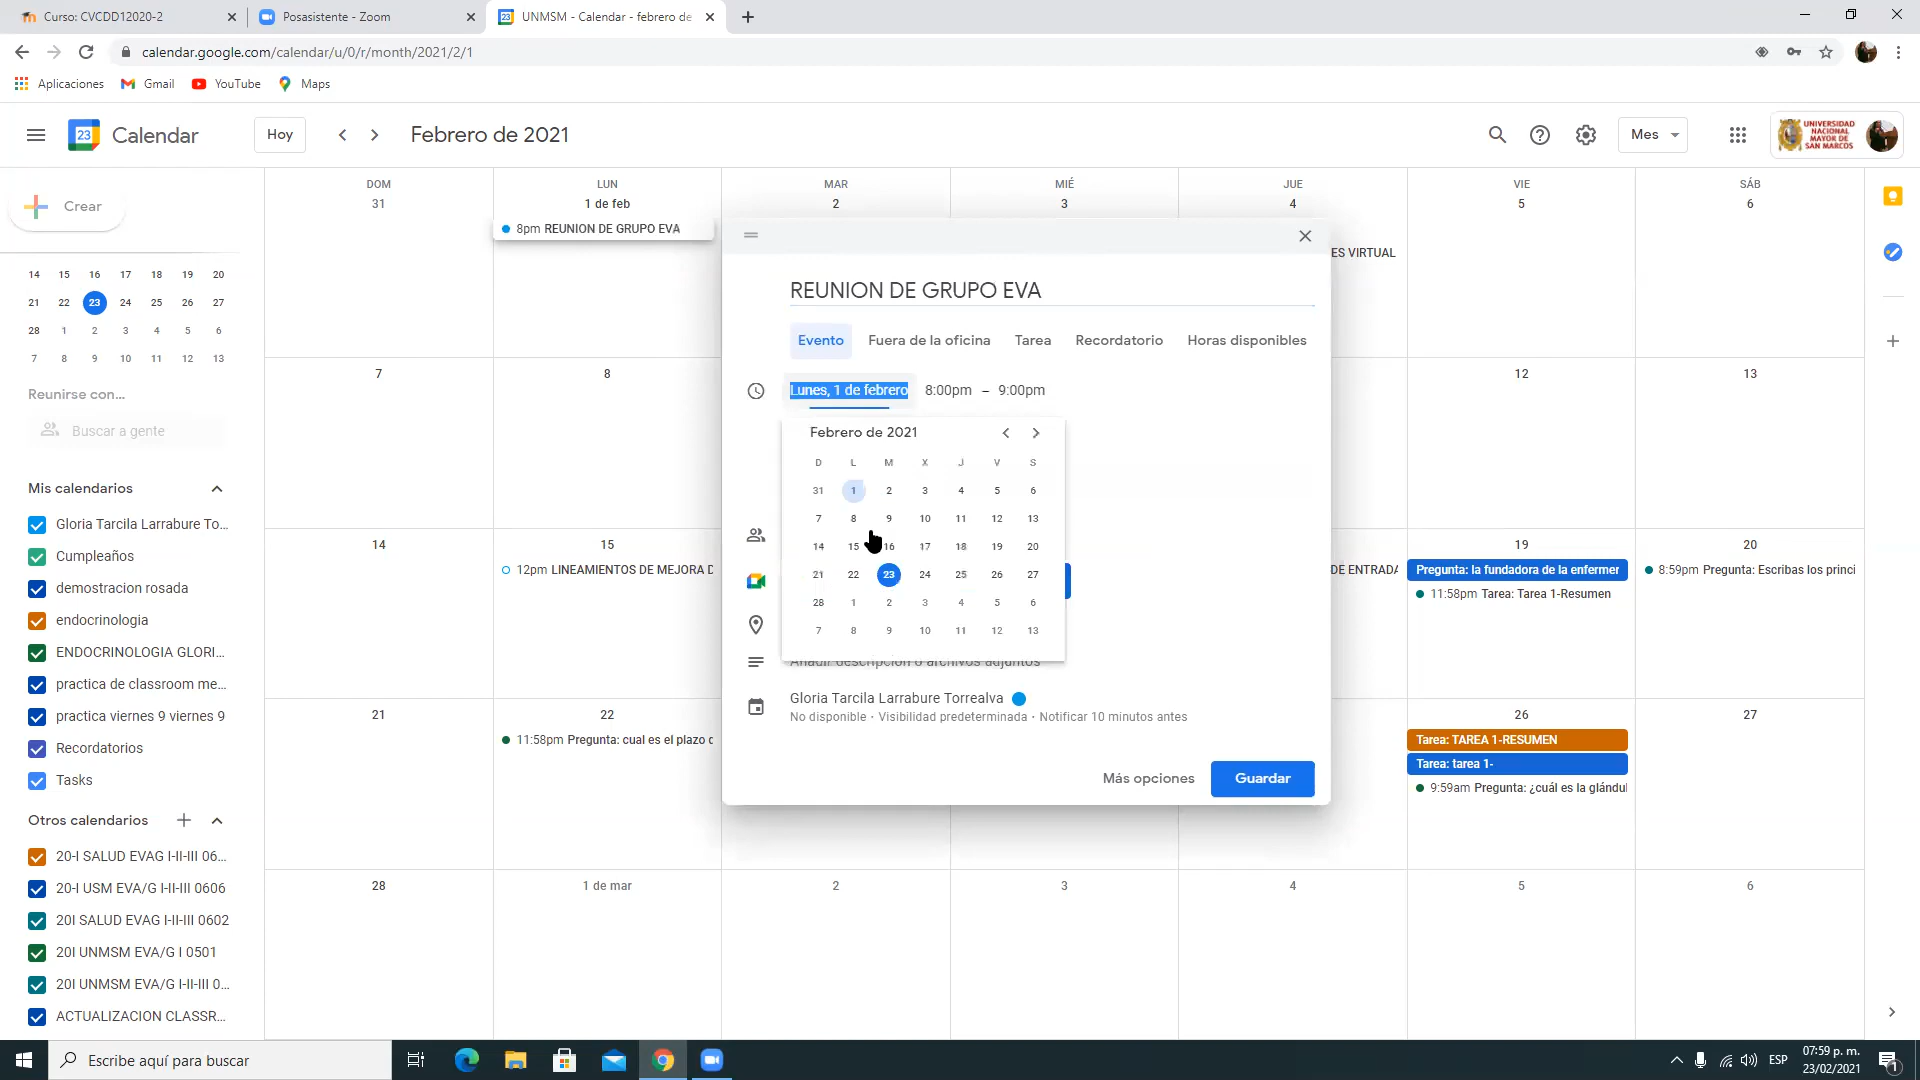 Curso: CVCDD12020-2
Posasistente - Zoom
UNMSM - Calendar - febrero de
calendar.google.com/calendar/u/0/r/month/2021/2/1
Aplicaciones
Gmail
YouTube
Maps
23
Calendar
Hoy
Febrero de 2021
Mes
UNIVERSIDAD
NACIONAL
MAYOR DE
SAN MARCOS
Crear
14 15 16 17 18 19 20
21 22 23 24 25 26 27
28 1 2 3 4 5 6
7 8 9 10 11 12 13
Reunirse con...
Buscar a gente
Mis calendarios
Gloria Tarcila Larrabure To...
Cumpleaños
demostracion rosada
endocrinologia
ENDOCRINOLOGIA GLORI...
practica de classroom me...
practica viernes 9 viernes 9
Recordatorios
Tasks
Otros calendarios
20-I SALUD EVAG I-II-III 06...
20-I USM EVA/G I-II-III 0606
20I SALUD EVAG I-II-III 0602
20I UNMSM EVA/G I 0501
20I UNMSM EVA/G I-II-III 0...
ACTUALIZACION CLASSR...
DOM LUN MAR MIÉ JUE VIE SÁB
31 1 de feb 2 3 4 5 6
8pm REUNION DE GRUPO EVA
ES VIRTUAL
7 8 12 13
14 15 19 20
12pm LINEAMIENTOS DE MEJORA D
DE ENTRADA
Pregunta: la fundadora de la enfermer
8:59pm Pregunta: Escribas los princi
11:58pm Tarea: Tarea 1-Resumen
21 22 26 27
11:58pm Pregunta: cual es el plazo d
Tarea: TAREA 1-RESUMEN
Tarea: tarea 1-
9:59am Pregunta: ¿cuál es la glándul
28 1 de mar 2 3 4 5 6
REUNION DE GRUPO EVA
Evento Fuera de la oficina Tarea Recordatorio Horas disponibles
Lunes, 1 de febrero 8:00pm – 9:00pm
Febrero de 2021
D L M X J V S
31 1 2 3 4 5 6
7 8 9 10 11 12 13
14 15 16 17 18 19 20
21 22 23 24 25 26 27
28 1 2 3 4 5 6
7 8 9 10 11 12 13
Añadir descripción o archivos adjuntos
Gloria Tarcila Larrabure Torrealva
No disponible · Visibilidad predeterminada · Notificar 10 minutos antes
Más opciones
Guardar
Escribe aquí para buscar
ESP
07:59 p. m.
23/02/2021
1